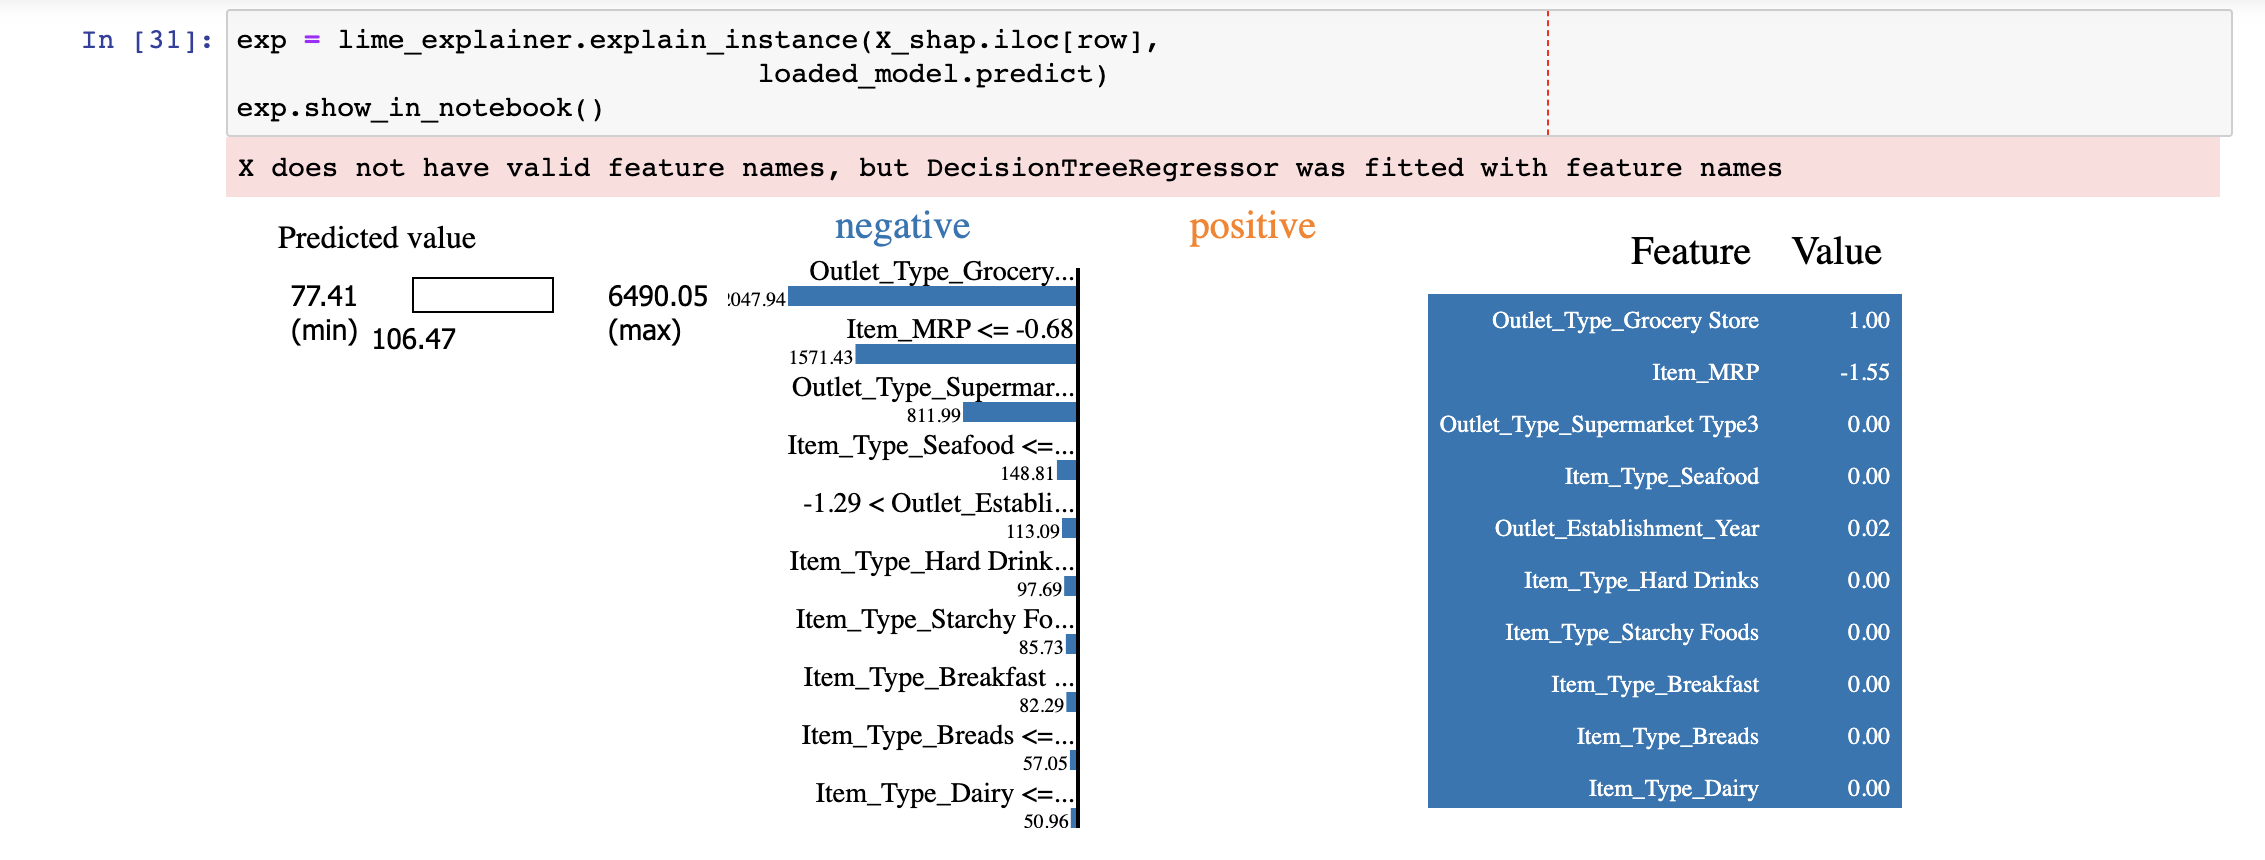 In [31]:
exp = lime_explainer.explain_instance(X_shap.iloc[row],
loaded_model.predict)
exp.show_in_notebook()
X does not have valid feature names, but DecisionTreeRegressor was fitted with feature names
Predicted value
77.41
(min)
106.47
6490.05
(max)
negative
positive
Outlet_Type_Grocery...
2047.94
Item_MRP <= -0.68
1571.43
Outlet_Type_Supermar...
811.99
Item_Type_Seafood <=...
148.81
-1.29 < Outlet_Establi...
113.09
Item_Type_Hard Drink...
97.69
Item_Type_Starchy Fo...
85.73
Item_Type_Breakfast ...
82.29
Item_Type_Breads <=...
57.05
Item_Type_Dairy <=...
50.96
Feature Value
Outlet_Type_Grocery Store 1.00
Item_MRP -1.55
Outlet_Type_Supermarket Type3 0.00
Item_Type_Seafood 0.00
Outlet_Establishment_Year 0.02
Item_Type_Hard Drinks 0.00
Item_Type_Starchy Foods 0.00
Item_Type_Breakfast 0.00
Item_Type_Breads 0.00
Item_Type_Dairy 0.00